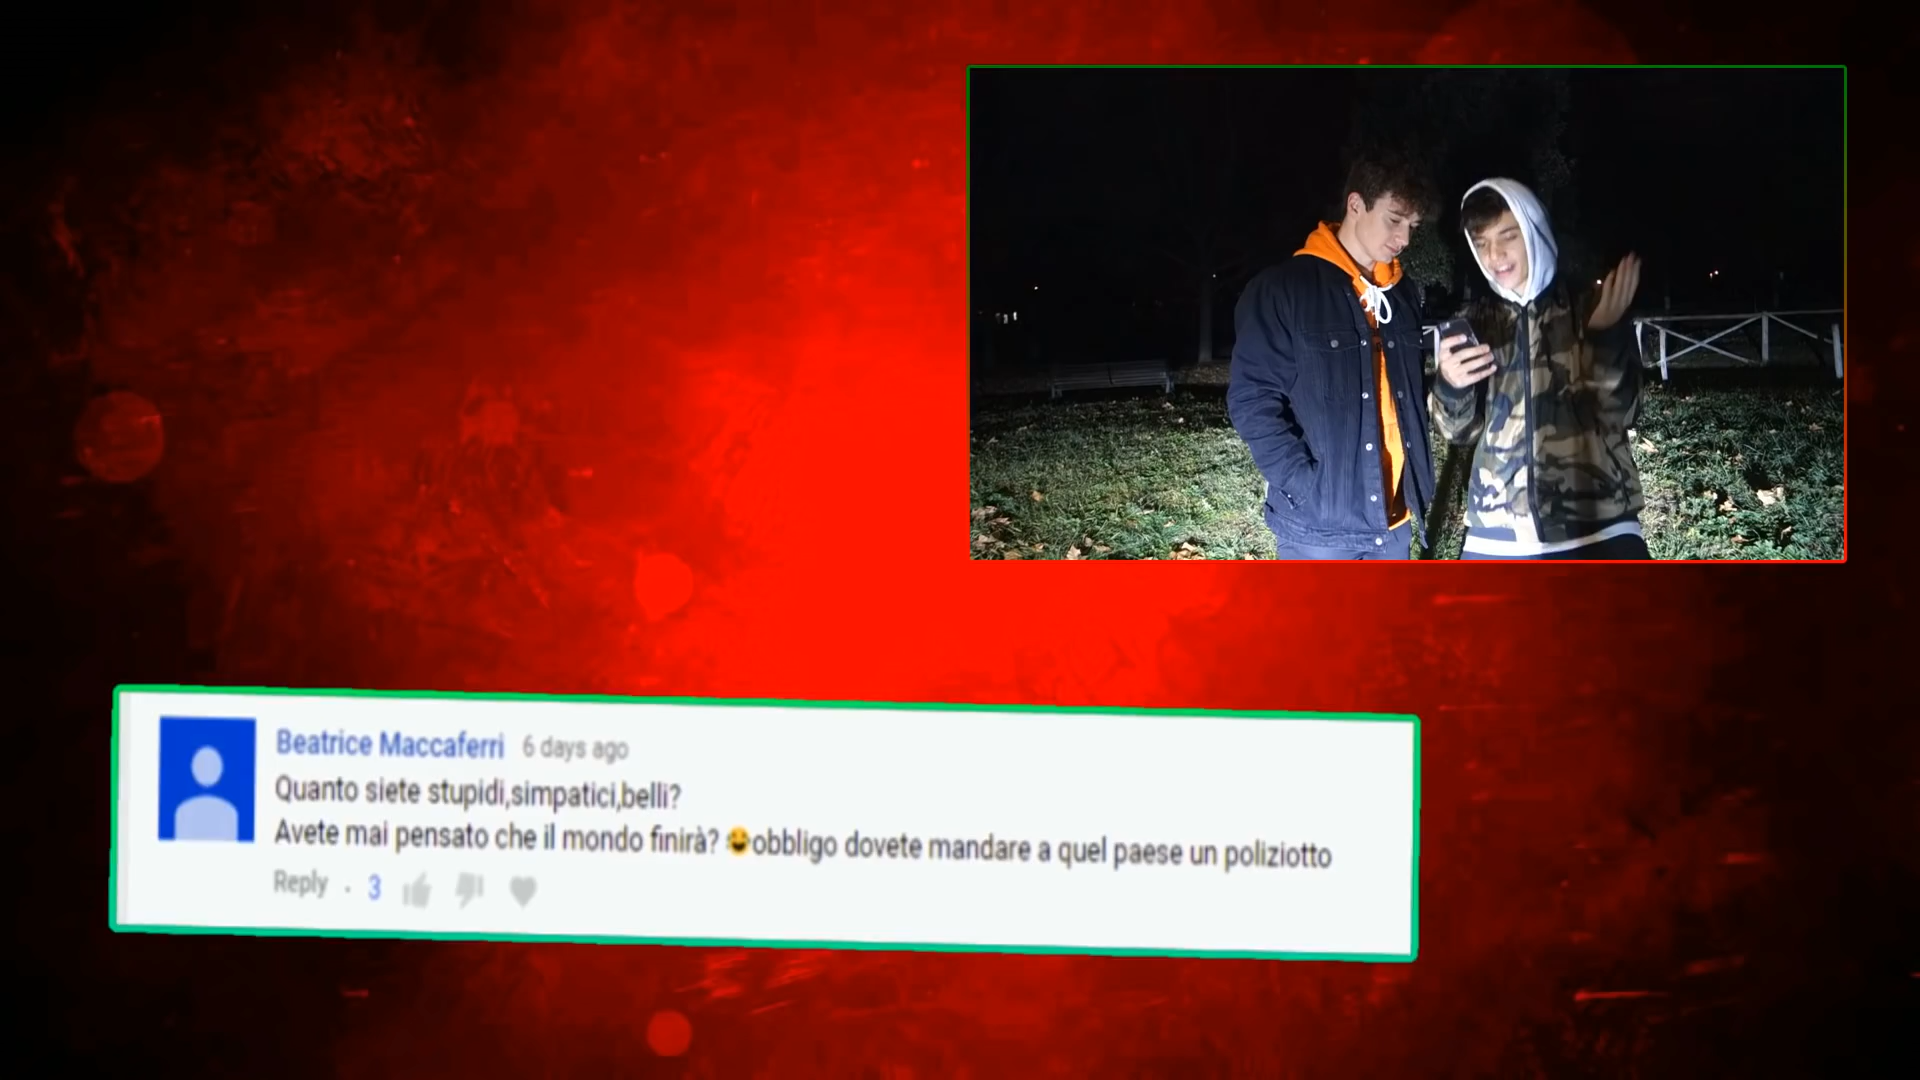 Beatrice Maccaferri 6 days ago
Quanto siete stupidi,simpatici,belli?
Avete mai pensato che il mondo finirà? 😀obbligo dovete mandare a quel paese un poliziotto
Reply . 3